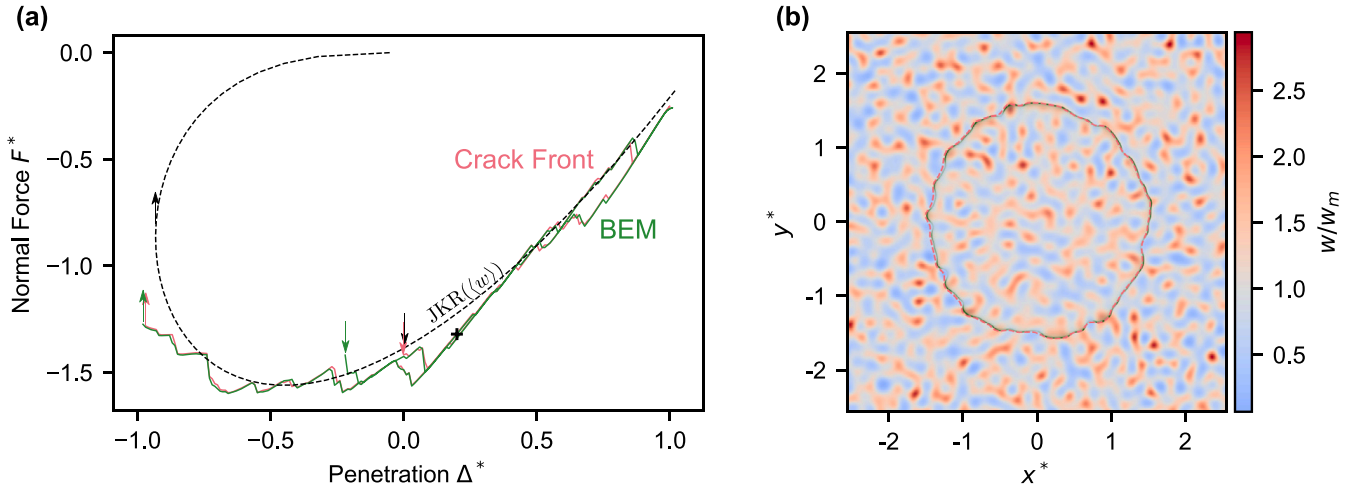 (a)
0.0
−0.5
−1.0
−1.5
Normal Force F*
Crack Front
BEM
JKR(⟨w⟩)
−1.0
−0.5
0.0
0.5
1.0
Penetration Δ*
(b)
2
1
0
-1
-2
y*
-2
-1
0
1
2
x*
2.5
2.0
1.5
1.0
0.5
w/wm